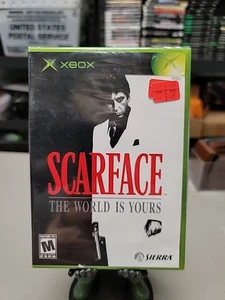 UNITED STATES
POSTAL SERVICE
XBOX
SCARFACE
THE WORLD IS YOURS
M
SIERRA